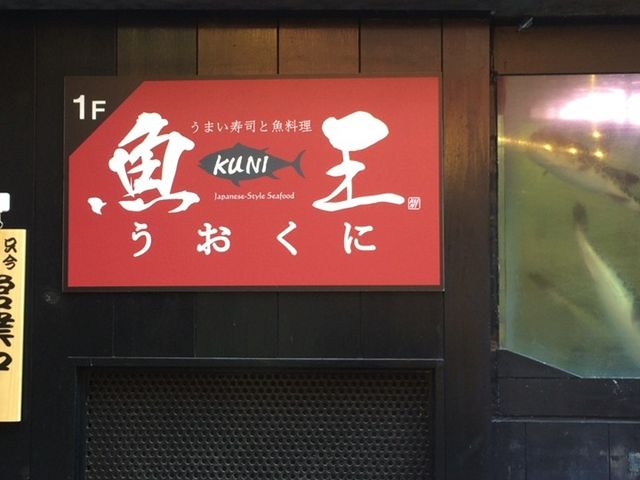 1F
うまい寿司と魚料理
魚 KUNI 王
Japanese-Style Seafood
うおくに
只今
営業中